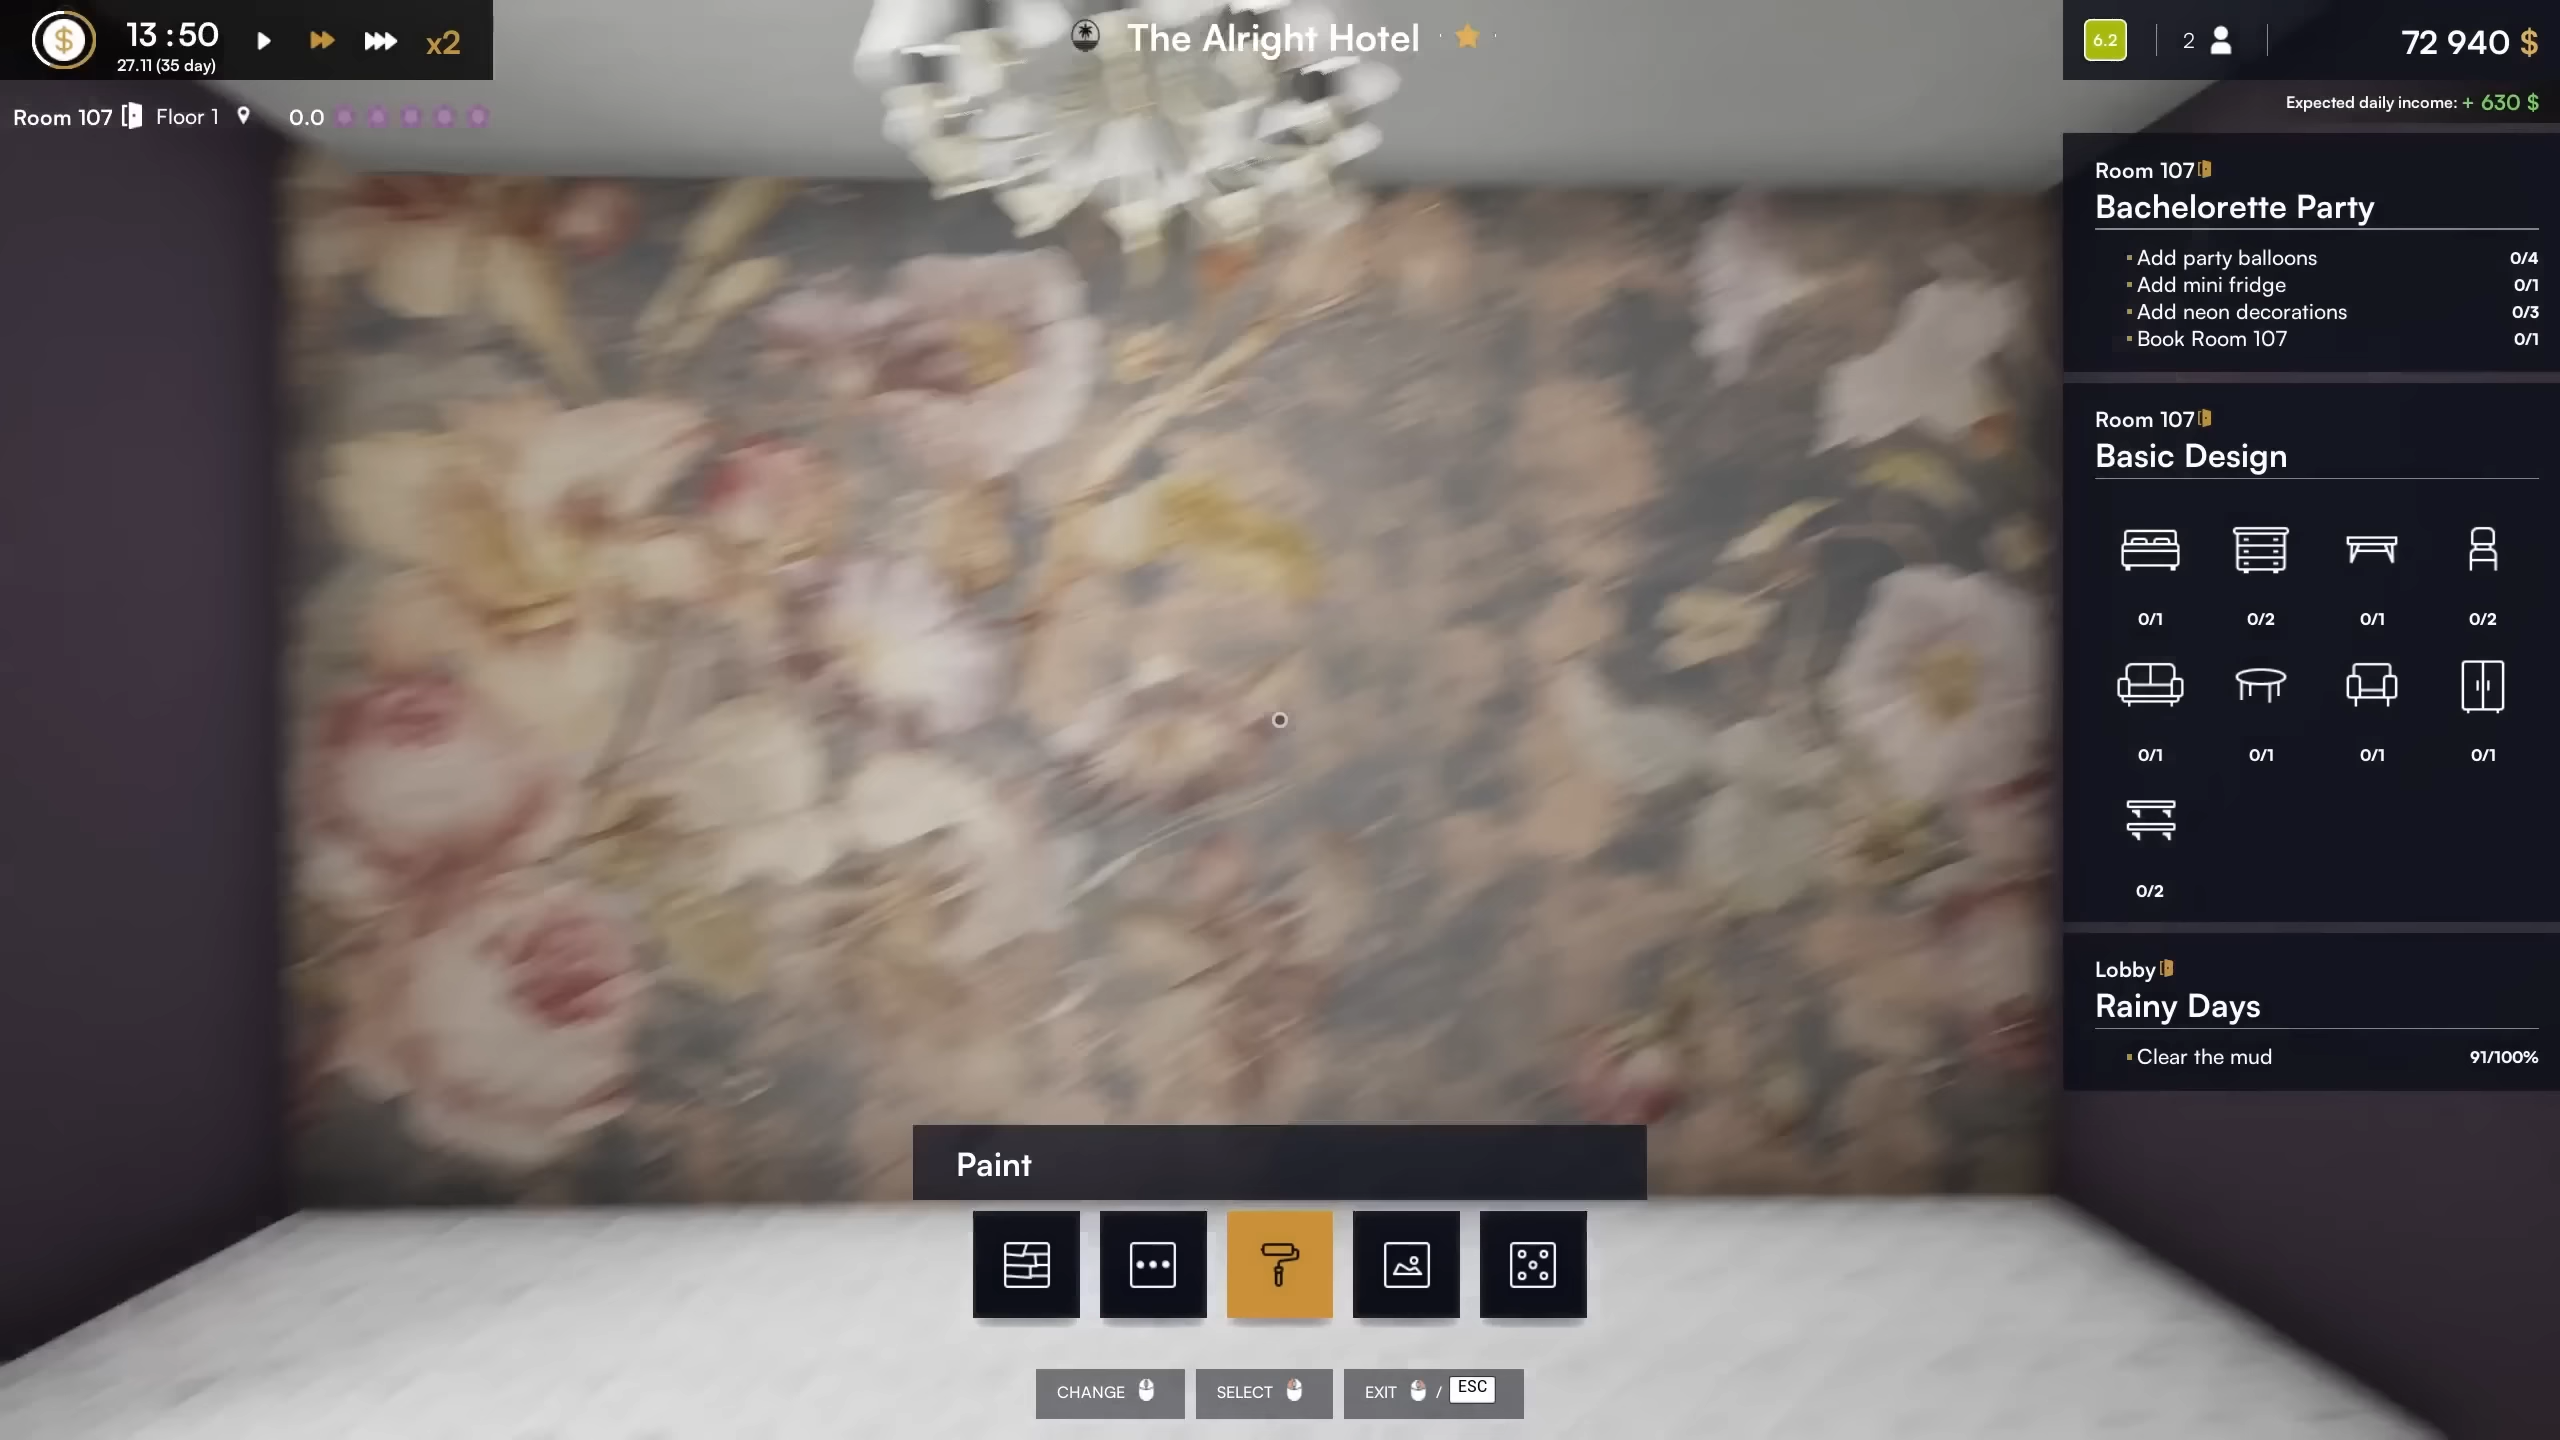 13:50
27.11 (35 day)
x2
The Alright Hotel
6.2
2
72 940 $
Expected daily income: + 630 $
Room 107
Floor 1
0.0
Room 107
Bachelorette Party
Add party balloons 0/4
Add mini fridge 0/1
Add neon decorations 0/3
Book Room 107 0/1
Room 107
Basic Design
0/1 0/2 0/1 0/2
0/1 0/1 0/1 0/1
0/2
Lobby
Rainy Days
Clear the mud 91/100%
Paint
CHANGE
SELECT
EXIT / ESC